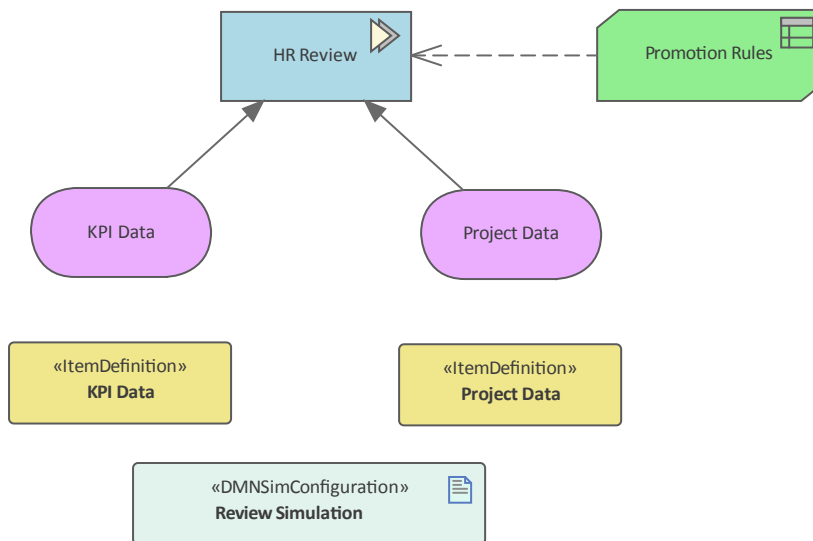 HR Review
Promotion Rules
KPI Data
Project Data
«ItemDefinition»
KPI Data
«ItemDefinition»
Project Data
«DMNSimConfiguration»
Review Simulation